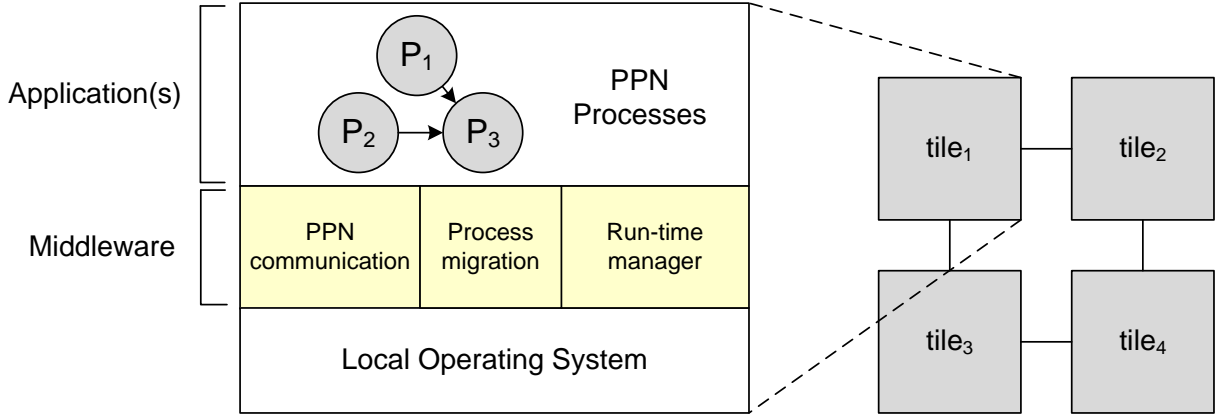 Application(s)
P₁
P₂
P₃
PPN
Processes
Middleware
PPN
communication
Process
migration
Run-time
manager
Local Operating System
tile₁
tile₂
tile₃
tile₄